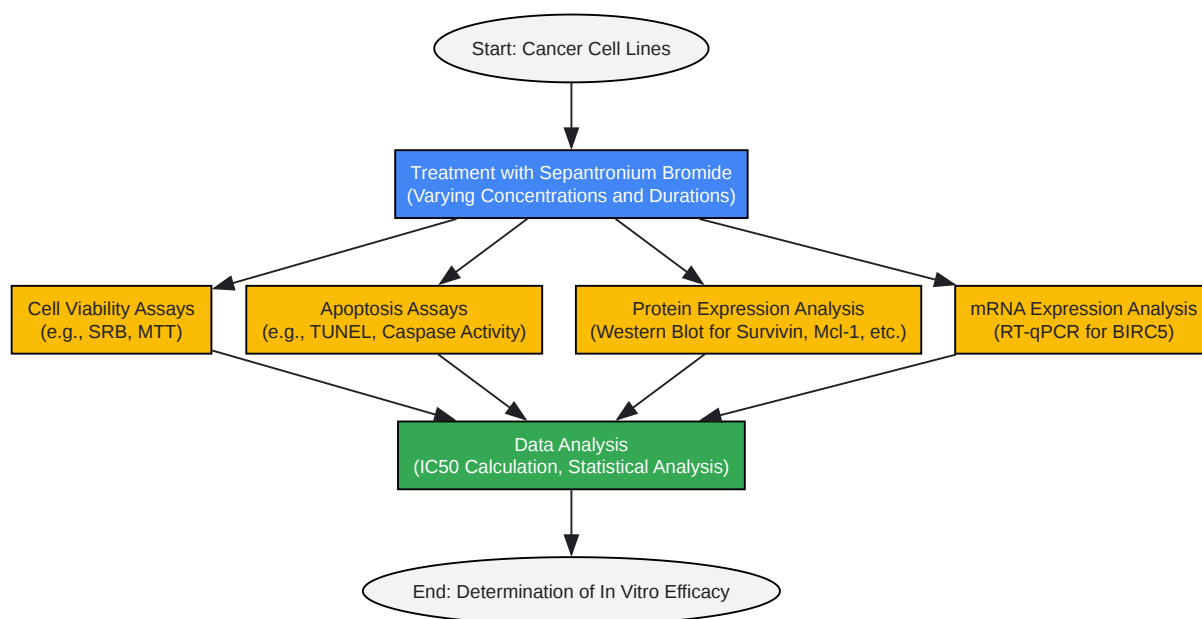 Start: Cancer Cell Lines
Treatment with Sepantronium Bromide
(Varying Concentrations and Durations)
Cell Viability Assays
(e.g., SRB, MTT)
Apoptosis Assays
(e.g., TUNEL, Caspase Activity)
Protein Expression Analysis
(Western Blot for Survivin, Mcl-1, etc.)
mRNA Expression Analysis
(RT-qPCR for BIRC5)
Data Analysis
(IC50 Calculation, Statistical Analysis)
End: Determination of In Vitro Efficacy